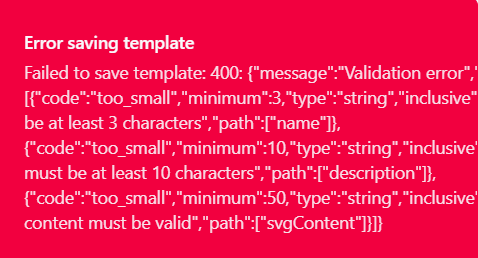 Error saving template
Failed to save template: 400: {"message":"Validation error","
[{"code":"too_small","minimum":3,"type":"string","inclusive"
be at least 3 characters","path":["name"]},
{"code":"too_small","minimum":10,"type":"string","inclusive"
must be at least 10 characters","path":["description"]},
{"code":"too_small","minimum":50,"type":"string","inclusive"
content must be valid","path":["svgContent"]}]}